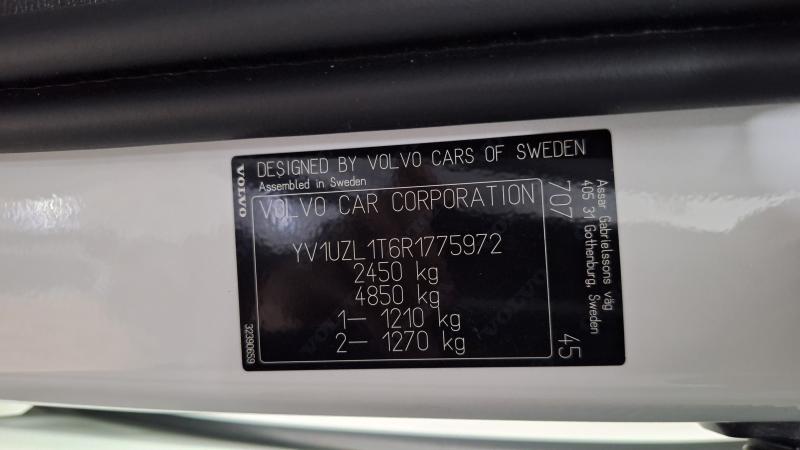 VOLVO
DESIGNED BY VOLVO CARS OF SWEDEN
Assembled in Sweden
VOLVO CAR CORPORATION
YV1UZL1T6R1775972
2450 kg
4850 kg
1— 1210 kg
2— 1270 kg
707
45
Assar Gabrielssons väg
405 31 Gothenburg, Sweden
32390659